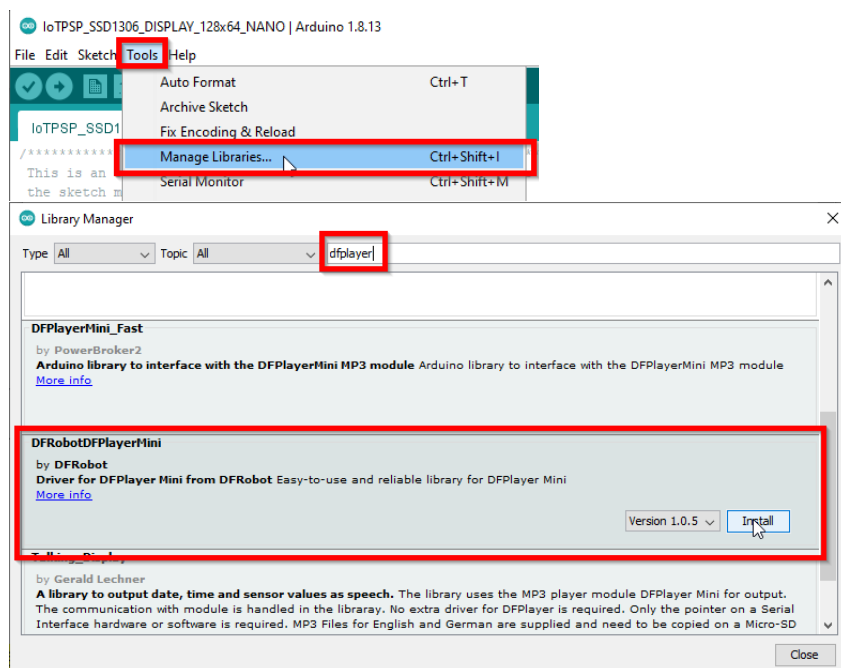 IoTPSP_SSD1306_DISPLAY_128x64_NANO | Arduino 1.8.13
File Edit Sketch Tools Help
Auto Format Ctrl+T
Archive Sketch
IoTPSP_SSD1 Fix Encoding & Reload
/************ Manage Libraries... Ctrl+Shift+I
This is an Serial Monitor Ctrl+Shift+M
the sketch m
Library Manager
Type All Topic All dfplayer
DFPlayerMini_Fast
by PowerBroker2
Arduino library to interface with the DFPlayerMini MP3 module Arduino library to interface with the DFPlayerMini MP3 module
More info
DFRobotDFPlayerMini
by DFRobot
Driver for DFPlayer Mini from DFRobot Easy-to-use and reliable library for DFPlayer Mini
More info
Version 1.0.5 Install
Talking_Display
by Gerald Lechner
A library to output date, time and sensor values as speech. The library uses the MP3 player module DFPlayer Mini for output.
The communication with module is handled in the libraray. No extra driver for DFPlayer is required. Only the pointer on a Serial
Interface hardware or software is required. MP3 Files for English and German are supplied and need to be copied on a Micro-SD
Close